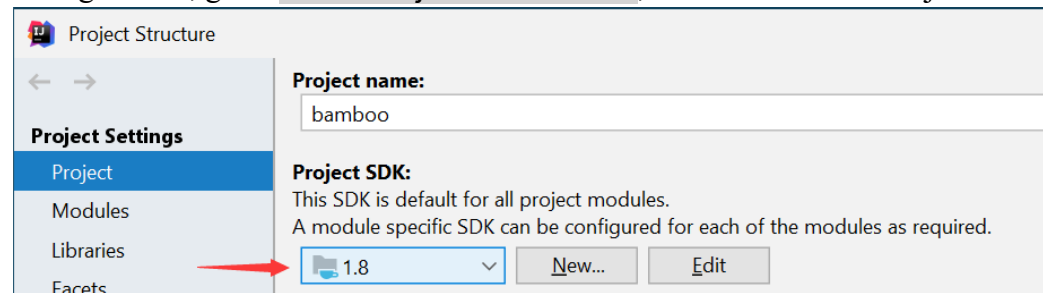 Project Structure
Project name:
bamboo
Project Settings
Project
Project SDK:
This SDK is default for all project modules.
Modules
A module specific SDK can be configured for each of the modules as required.
Libraries
1.8
New...
Edit
Facets